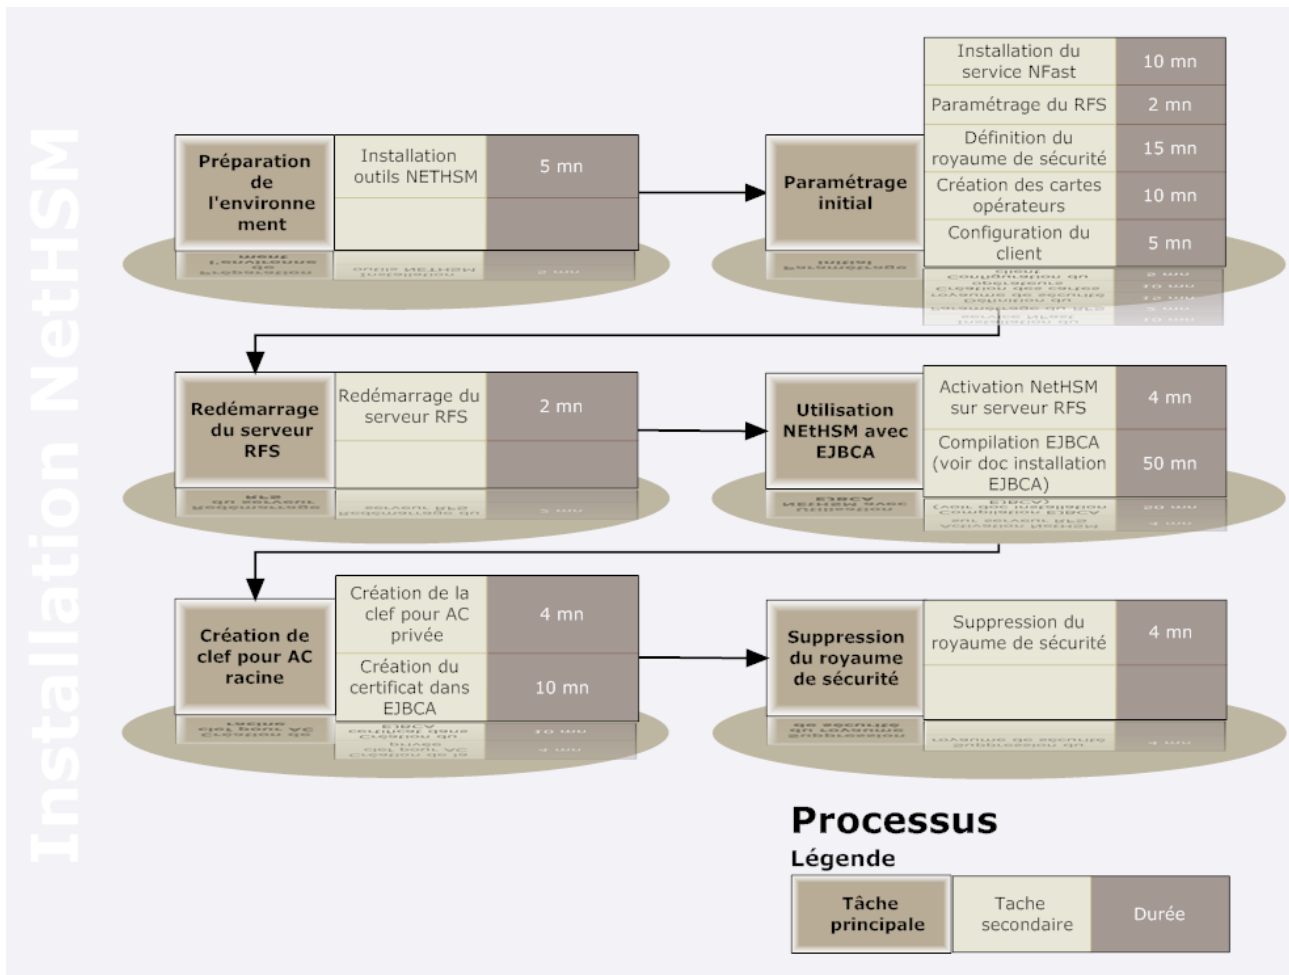 Installation NetHSM
Préparation
de
l'environne
ment
Installation
outils NETHSM
5 mn
Paramétrage
initial
Installation du
service NFast
10 mn
Paramétrage du RFS
2 mn
Définition du
royaume de sécurité
15 mn
Création des cartes
opérateurs
10 mn
Configuration du
client
5 mn
Redémarrage
du serveur
RFS
Redémarrage du
serveur RFS
2 mn
Utilisation
NEtHSM avec
EJBCA
Activation NetHSM
sur serveur RFS
4 mn
Compilation EJBCA
(voir doc installation
EJBCA)
50 mn
Création de
clef pour AC
racine
Création de la
clef pour AC
privée
4 mn
Création du
certificat dans
EJBCA
10 mn
Suppression
du royaume
de sécurité
Suppression du
royaume de sécurité
4 mn
Processus
Légende
Tâche
principale
Tache
secondaire
Durée